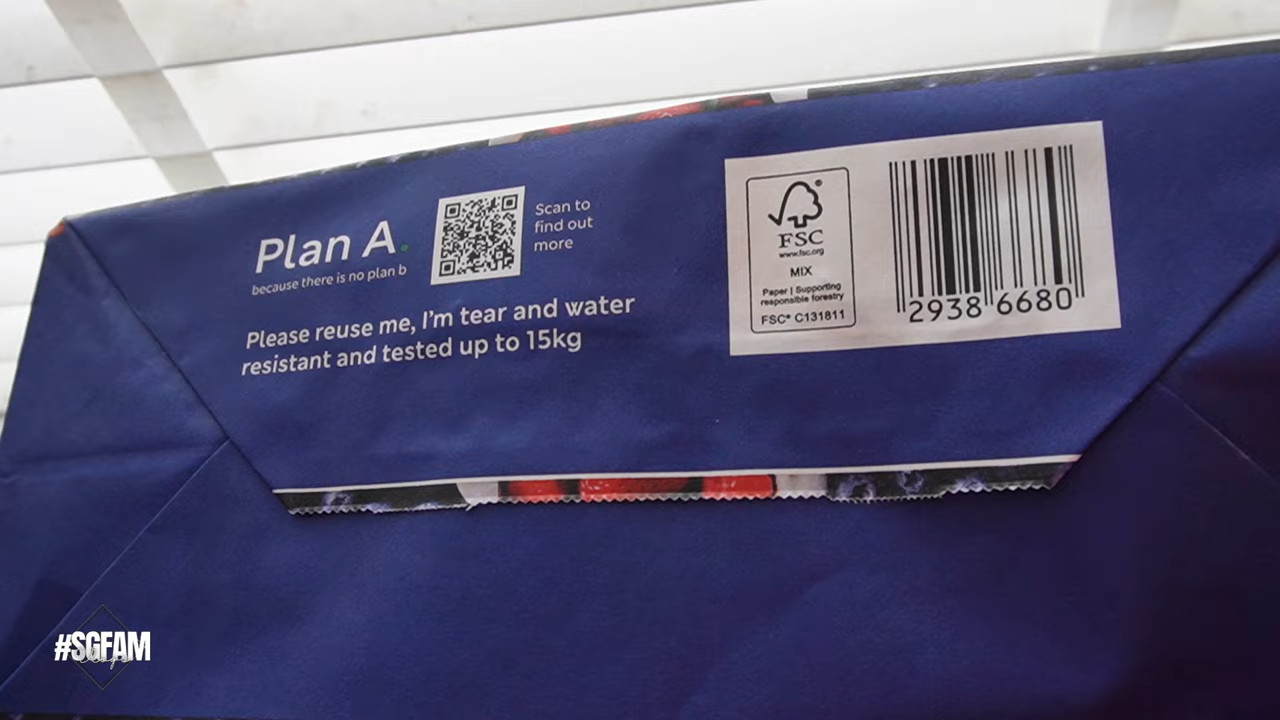 Plan A.
because there is no plan b
Scan to
find out
more
Please reuse me, I'm tear and water
resistant and tested up to 15kg
FSC®
www.fsc.org
MIX
Paper | Supporting
responsible forestry
FSC® C131811
2938 6680
#SGFAM
Vlogs